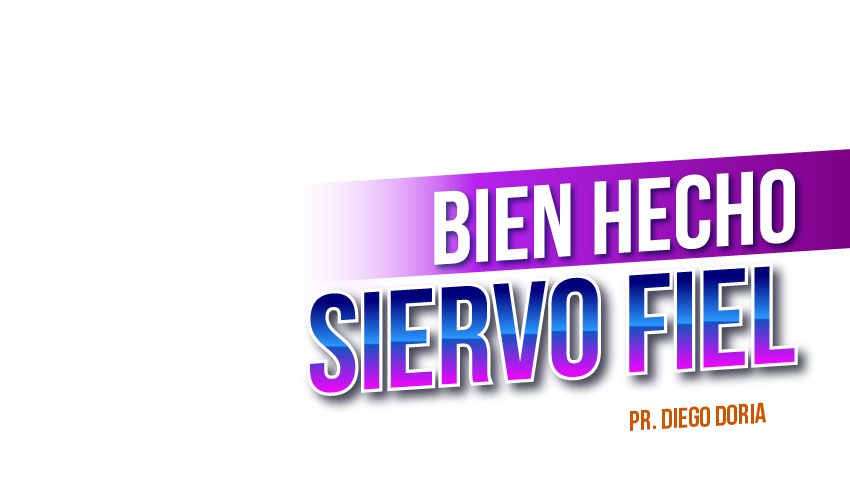 BIEN HECHO
SIERVO FIEL
PR. DIEGO DORIA